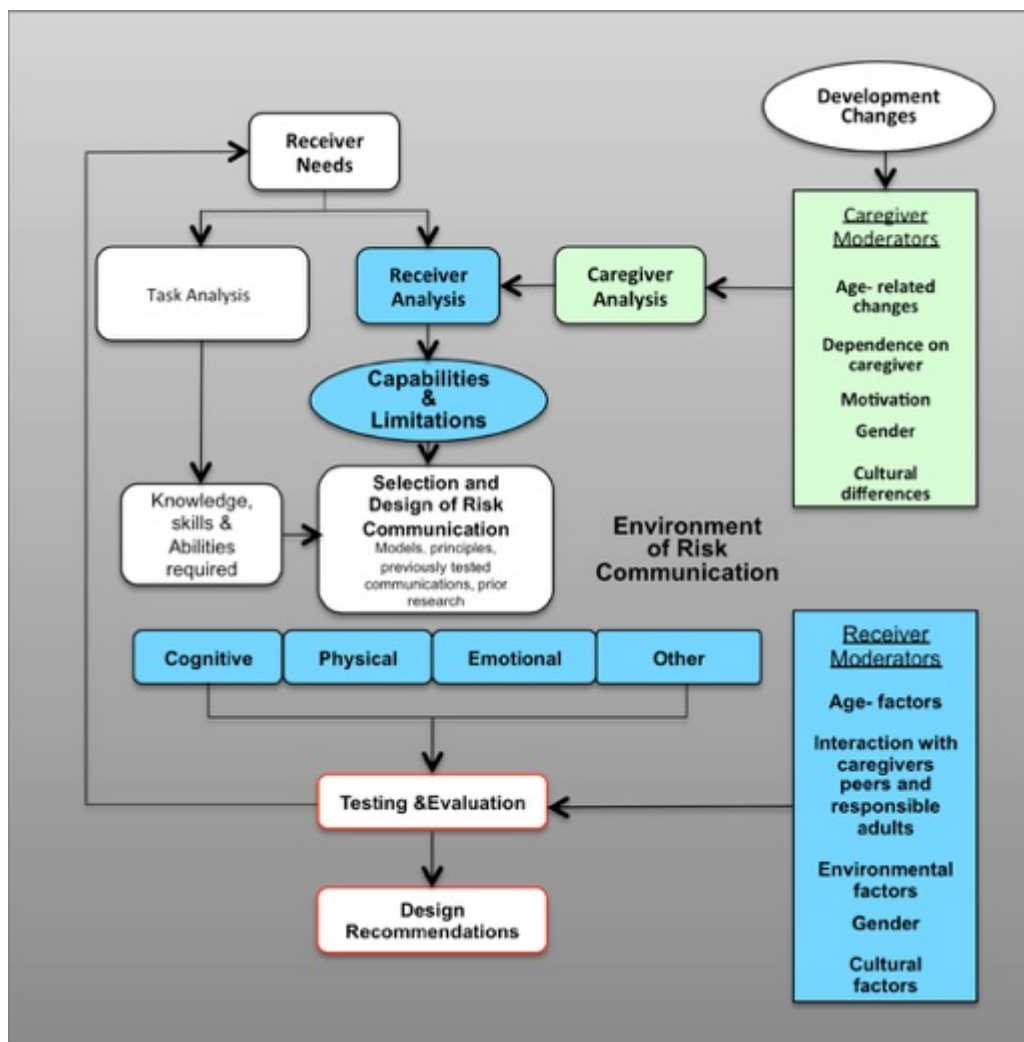 Development
Changes
Receiver
Needs
Caregiver
Moderators
Age- related
changes
Dependence on
caregiver
Motivation
Gender
Cultural
differences
Task Analysis
Receiver
Analysis
Caregiver
Analysis
Capabilities
&
Limitations
Knowledge,
skills &
Abilities
required
Selection and
Design of Risk
Communication
Models, principles,
previously tested
communications, prior
research
Environment
of Risk
Communication
Cognitive
Physical
Emotional
Other
Receiver
Moderators
Age- factors
Interaction with
caregivers
peers and
responsible
adults
Environmental
factors
Gender
Cultural
factors
Testing &Evaluation
Design
Recommendations